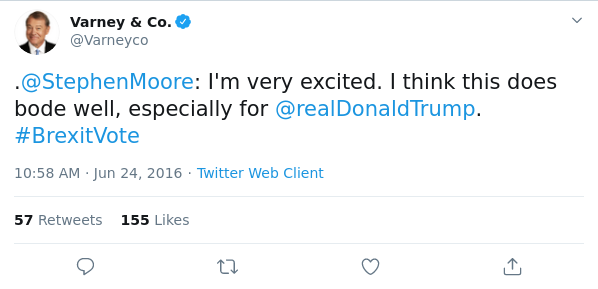 Varney & Co.
@Varneyco
.@StephenMoore: I'm very excited. I think this does
bode well, especially for @realDonaldTrump.
#BrexitVote
10:58 AM · Jun 24, 2016 · Twitter Web Client
57 Retweets 155 Likes